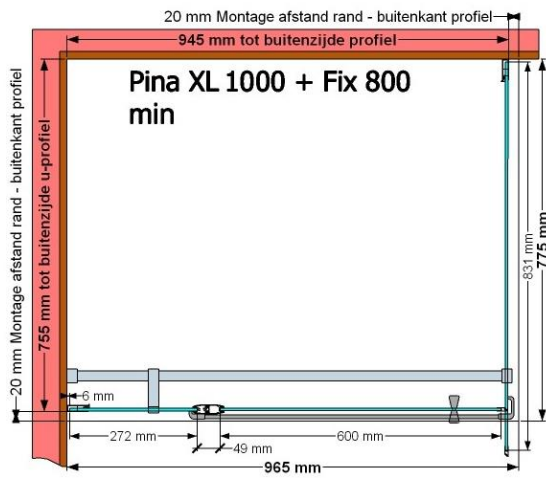 20 mm Montage afstand rand - buitenkant profiel
945 mm tot buitenzijde profiel
Pina XL 1000 + Fix 800
min
20 mm Montage afstand rand - buitenkant profiel
755 mm tot buitenzijde u-profiel
831 mm
775 mm
6 mm
272 mm
600 mm
49 mm
965 mm